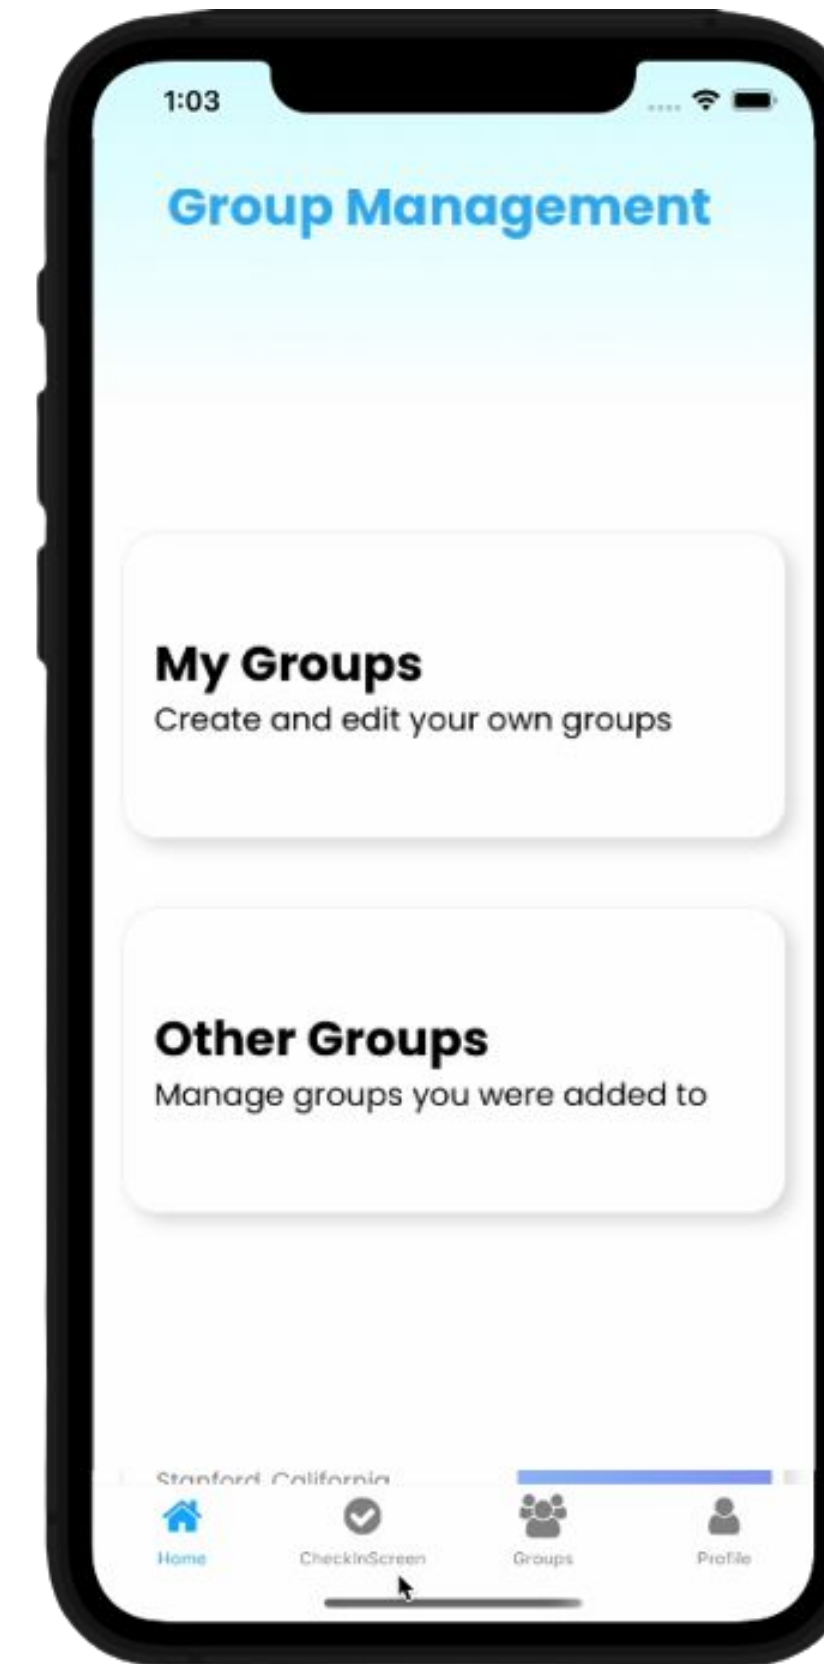 1:03
Group Management
My Groups
Create and edit your own groups
Other Groups
Manage groups you were added to
Stanford, California
Home
CheckInScreen
Groups
Profile